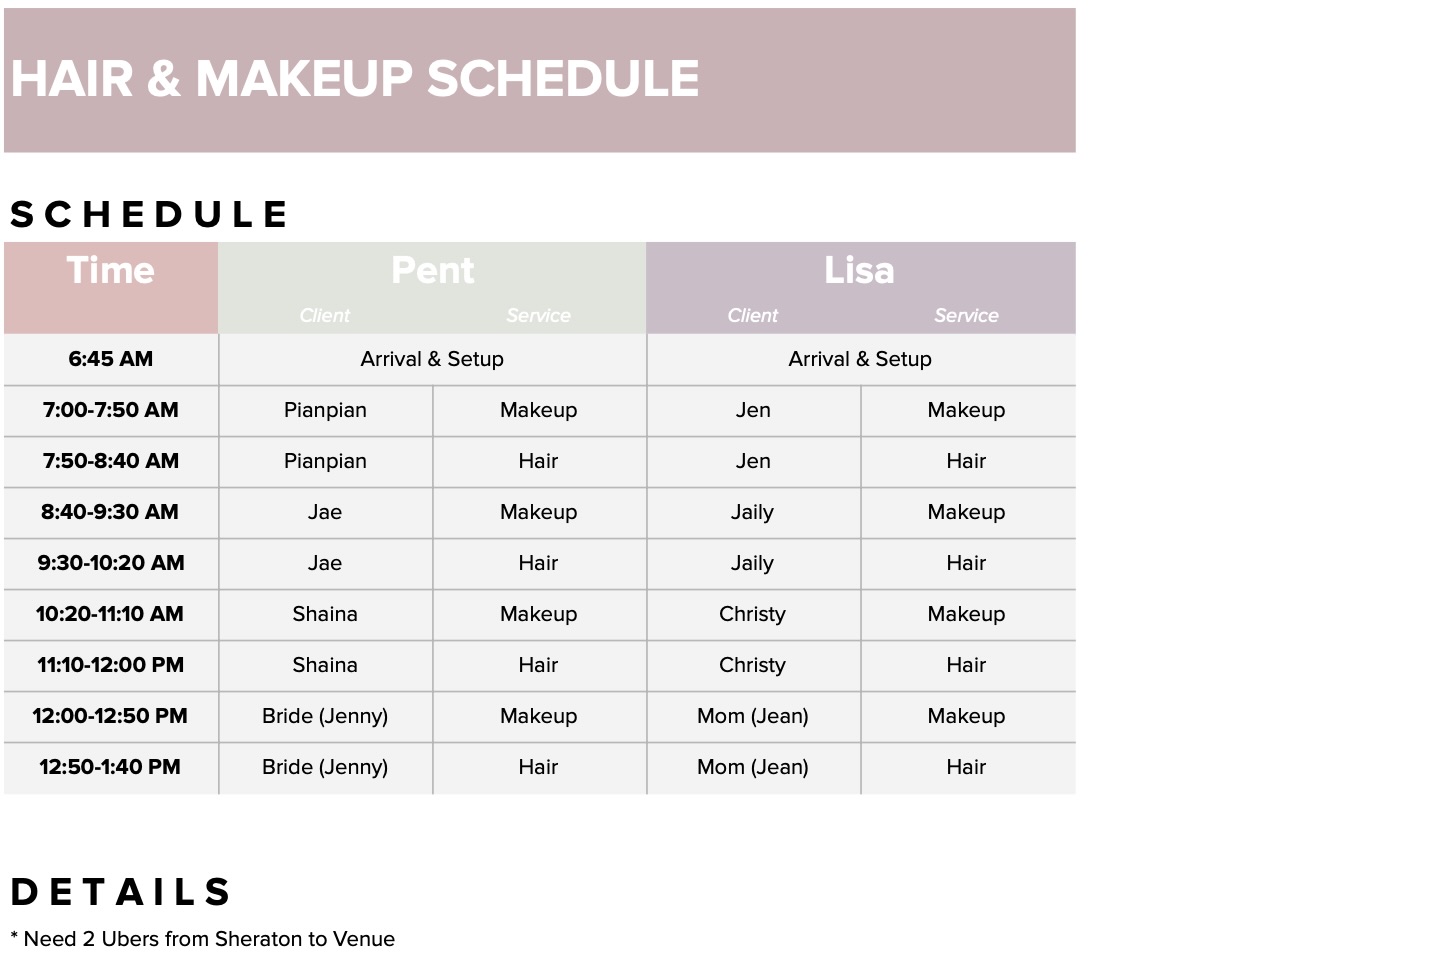 HAIR & MAKEUP SCHEDULE
SCHEDULE
Time Pent Lisa
Client Service Client Service
6:45 AM Arrival & Setup Arrival & Setup
7:00-7:50 AM Pianpian Makeup Jen Makeup
7:50-8:40 AM Pianpian Hair Jen Hair
8:40-9:30 AM Jae Makeup Jaily Makeup
9:30-10:20 AM Jae Hair Jaily Hair
10:20-11:10 AM Shaina Makeup Christy Makeup
11:10-12:00 PM Shaina Hair Christy Hair
12:00-12:50 PM Bride (Jenny) Makeup Mom (Jean) Makeup
12:50-1:40 PM Bride (Jenny) Hair Mom (Jean) Hair
DETAILS
* Need 2 Ubers from Sheraton to Venue